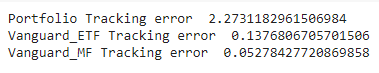 Portfolio Tracking error  2.2731182961506984
Vanguard_ETF Tracking error  0.1376806705701506
Vanguard_MF Tracking error  0.05278427720869858